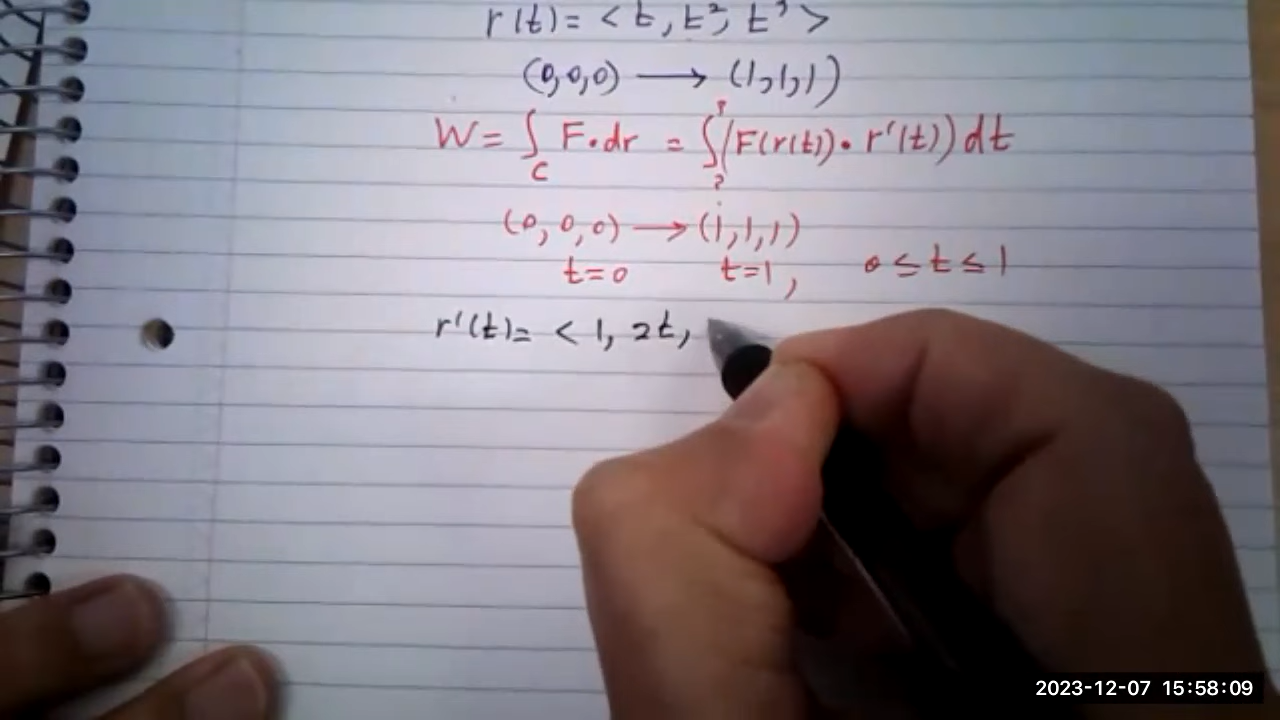 r(t) = < t, t², t³ >
(0,0,0) ⟶ (1,1,1)
W = ∫_C F·dr = ∫_?^? (F(r(t))·r'(t)) dt
(0,0,0) ⟶ (1,1,1)
t=0 t=1, 0 ≤ t ≤ 1
r'(t) = < 1, 2t,
2023-12-07 15:58:09